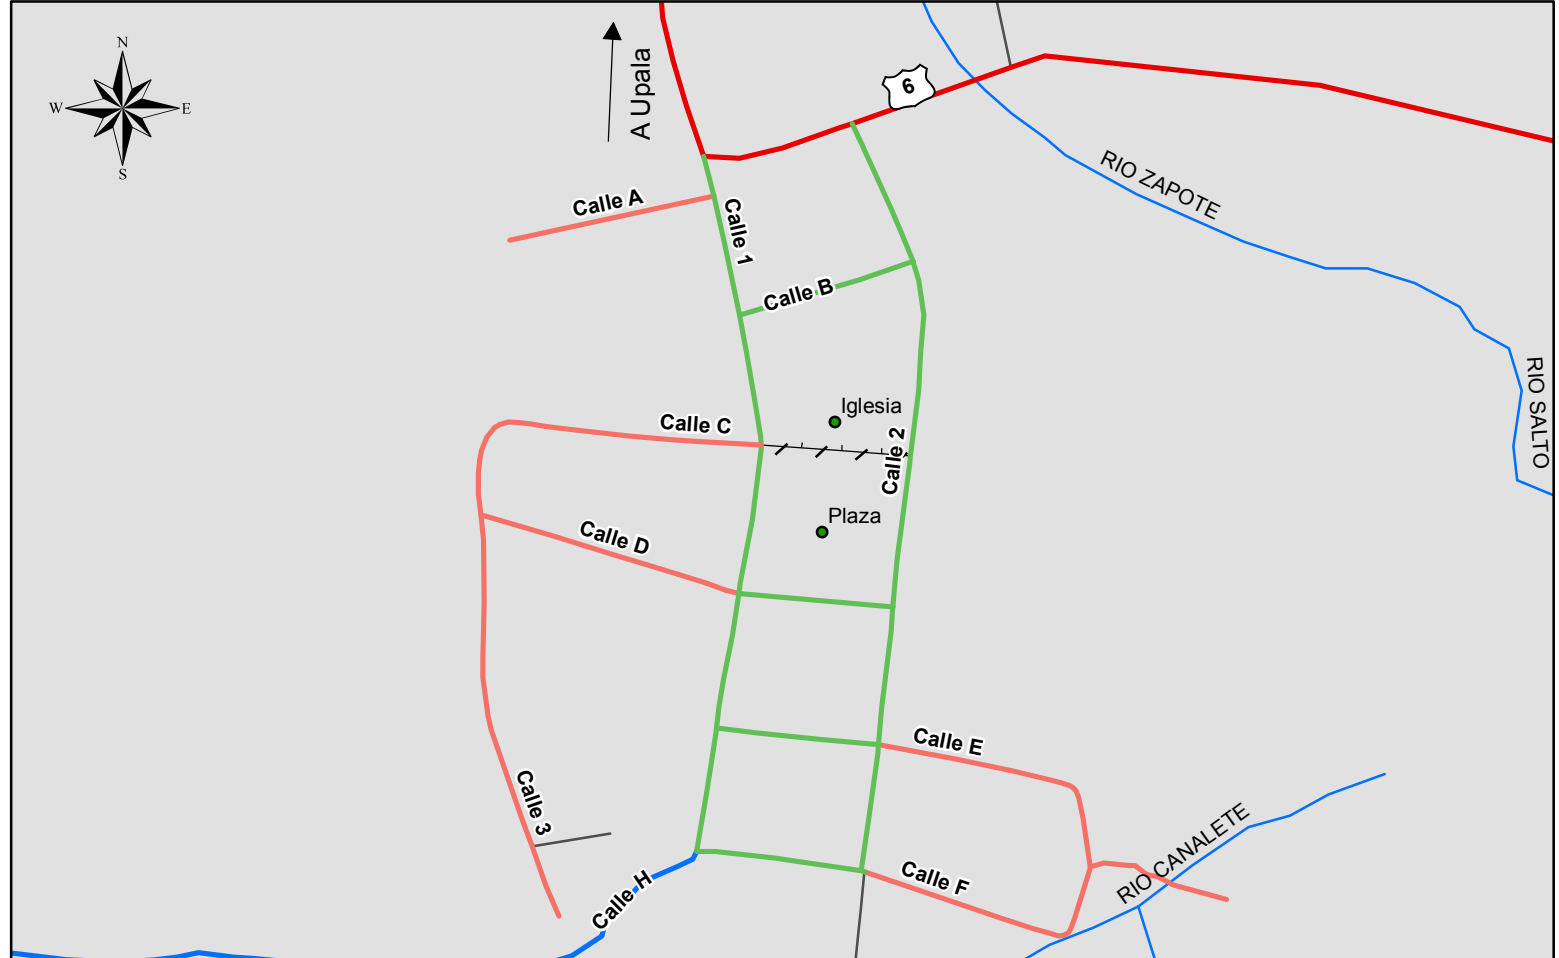 N
W
E
S
A Upala
6
RIO ZAPOTE
Calle A
Calle 1
Calle B
RIO SALTO
Iglesia
Calle C
Calle 2
Plaza
Calle D
Calle E
Calle 3
RIO CANALETE
Calle F
Calle H